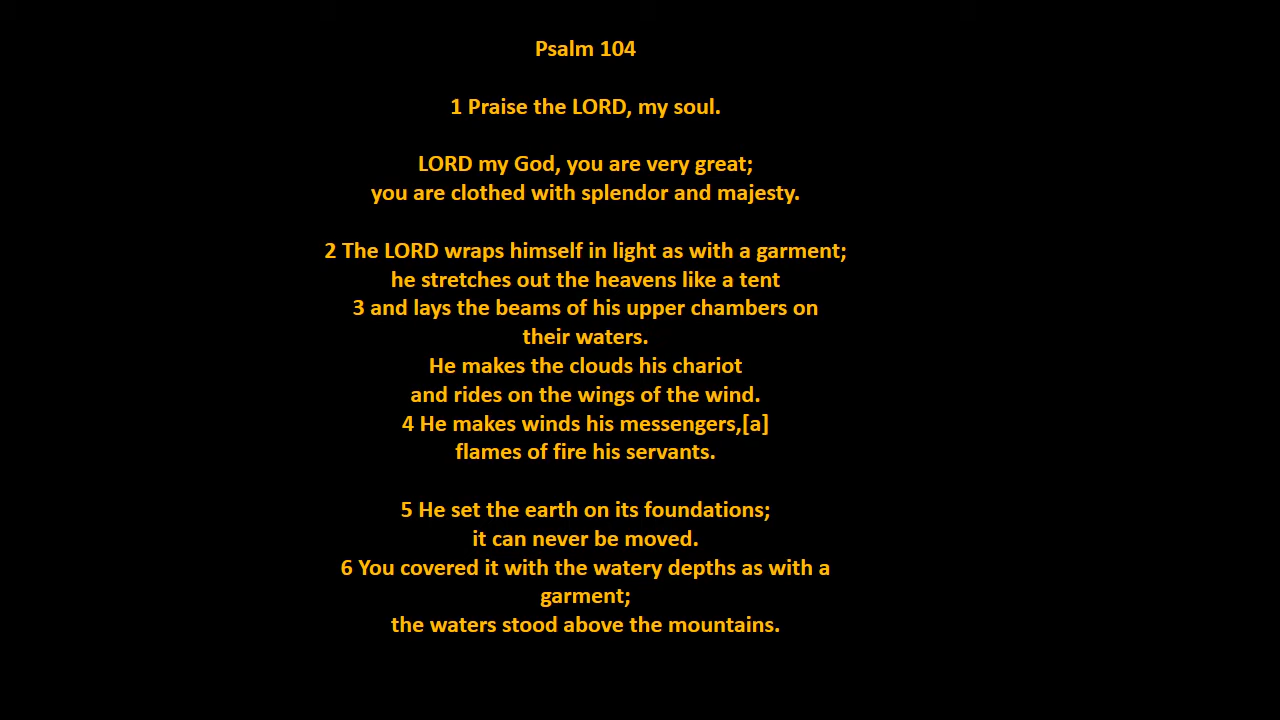 Psalm 104
1 Praise the LORD, my soul.
LORD my God, you are very great;
you are clothed with splendor and majesty.
2 The LORD wraps himself in light as with a garment;
he stretches out the heavens like a tent
3 and lays the beams of his upper chambers on
their waters.
He makes the clouds his chariot
and rides on the wings of the wind.
4 He makes winds his messengers,[a]
flames of fire his servants.
5 He set the earth on its foundations;
it can never be moved.
6 You covered it with the watery depths as with a
garment;
the waters stood above the mountains.